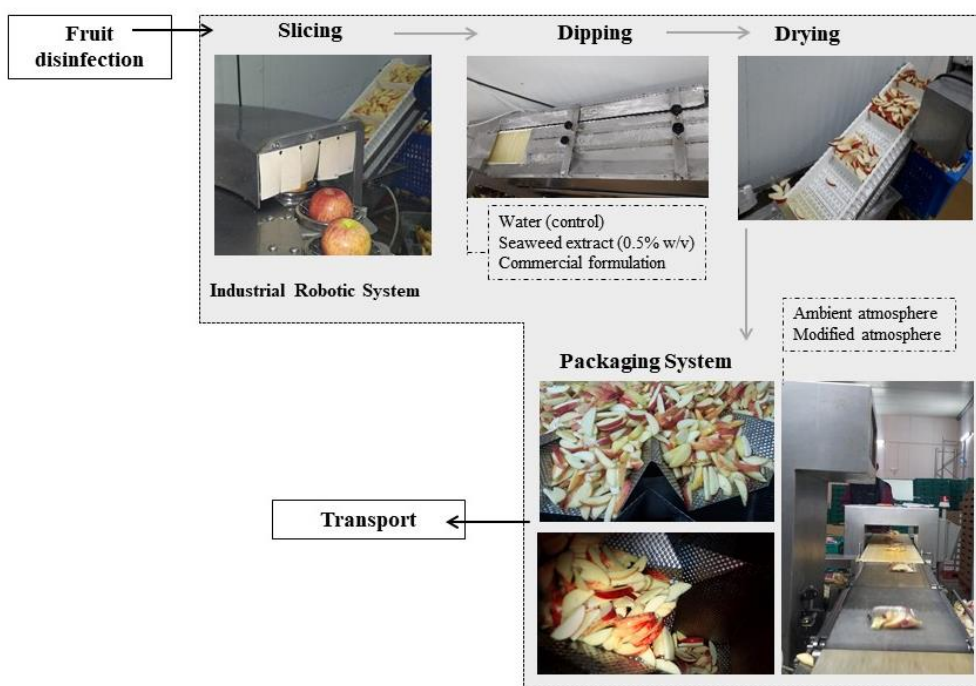 Fruit
disinfection
Slicing
Dipping
Drying
Water (control)
Seaweed extract (0.5% w/v)
Commercial formulation
Industrial Robotic System
Ambient atmosphere
Modified atmosphere
Packaging System
Transport